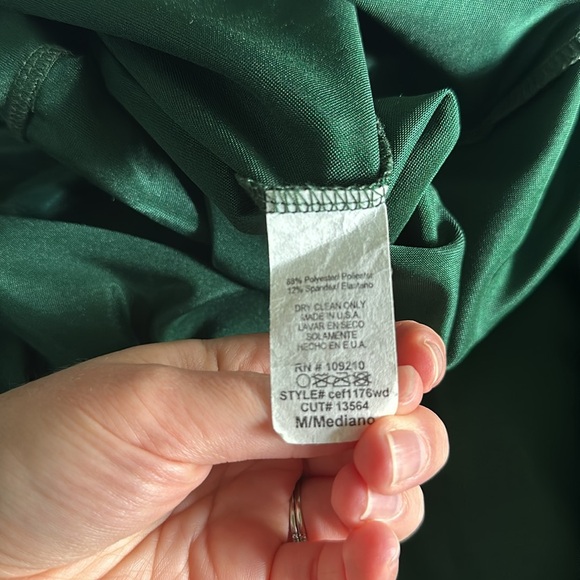 88% Polyester/ Poliester
12% Spandex/ Elastano
DRY CLEAN ONLY
MADE IN U.S.A.
LAVAR EN SECO
SOLAMENTE
HECHO EN E.U.A.
RN # 109210
STYLE# cef1176wd
CUT# 13564
M/Mediano